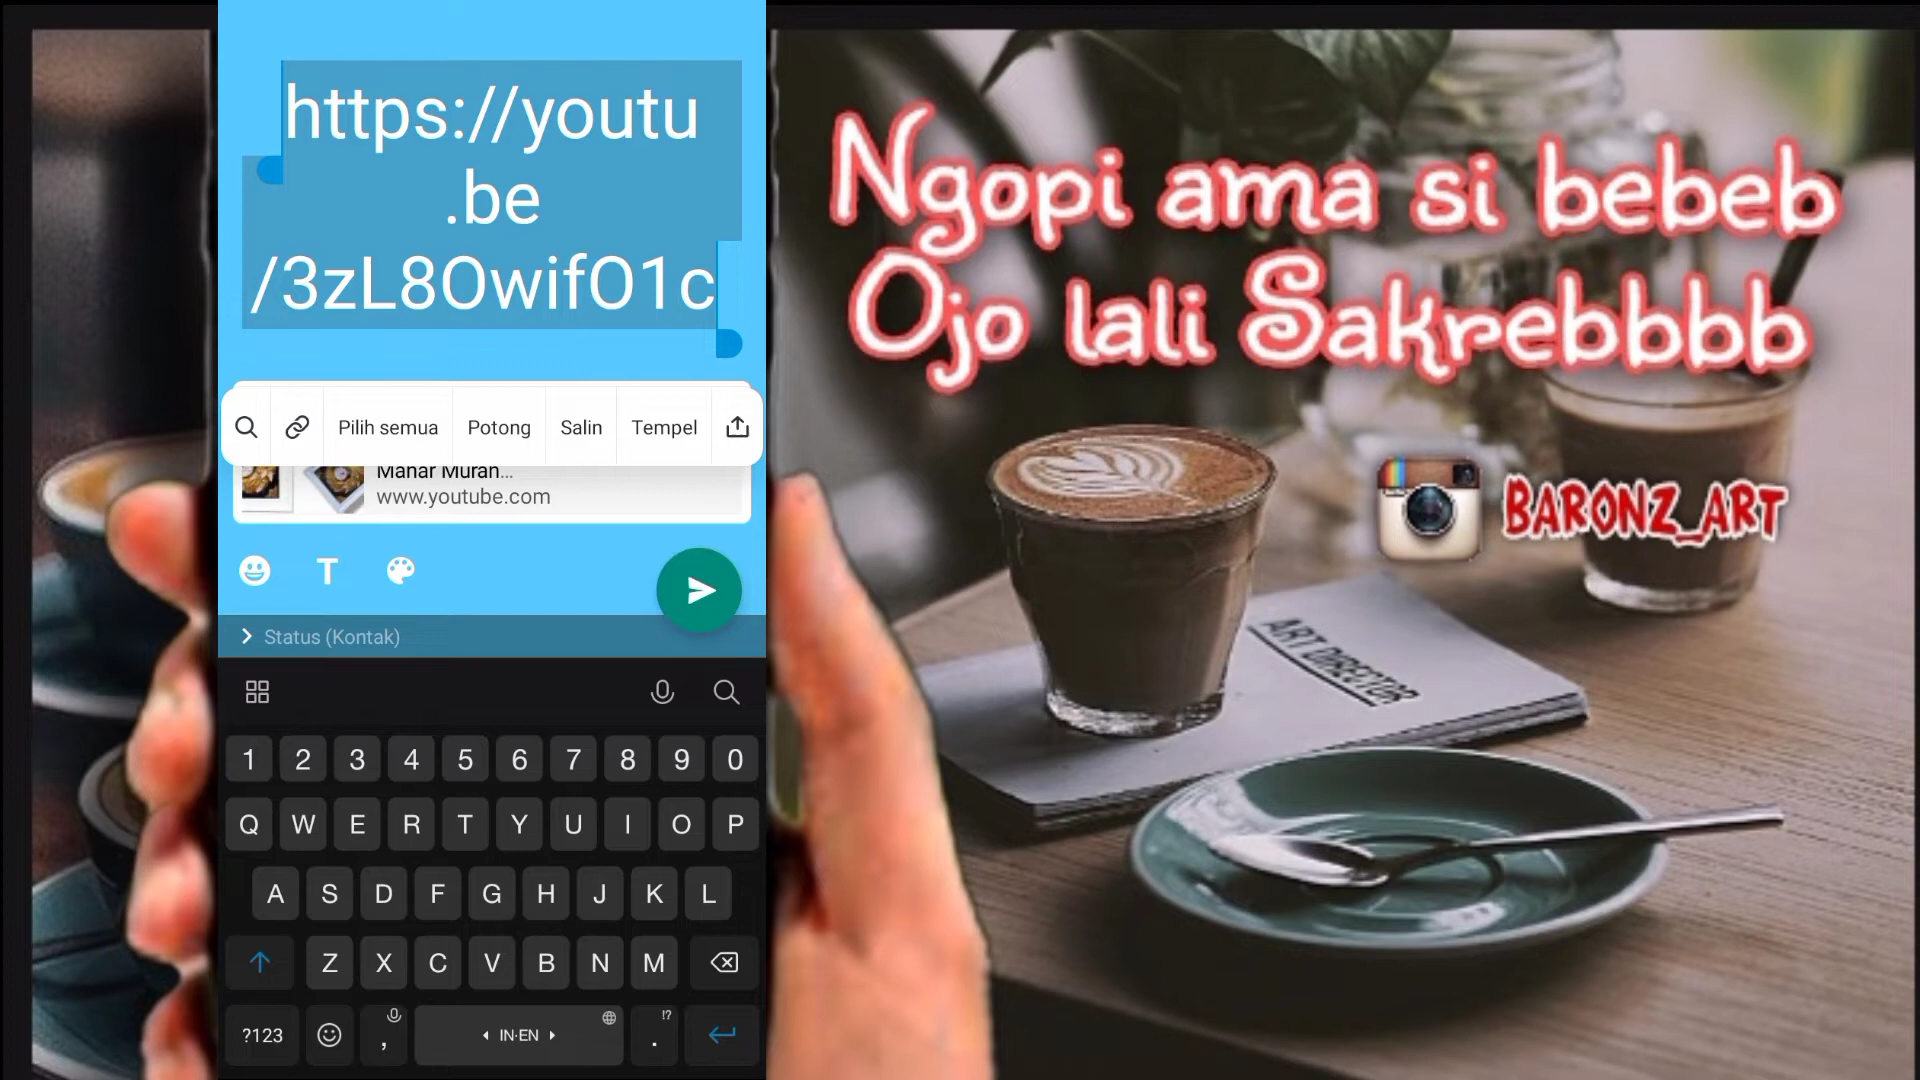 https://youtu
.be
/3zL8OwifO1c
Pilih semua
Potong
Salin
Tempel
www.youtube.com
T
Status (Kontak)
1 2 3 4 5 6 7 8 9 0
Q W E R T Y U I O P
A S D F G H J K L
Z X C V B N M
!?
?123 , IN·EN .
Ngopi ama si bebeb
Ojo lali Sakrebbbb
BARONZ_ART
ART DIRECTOR